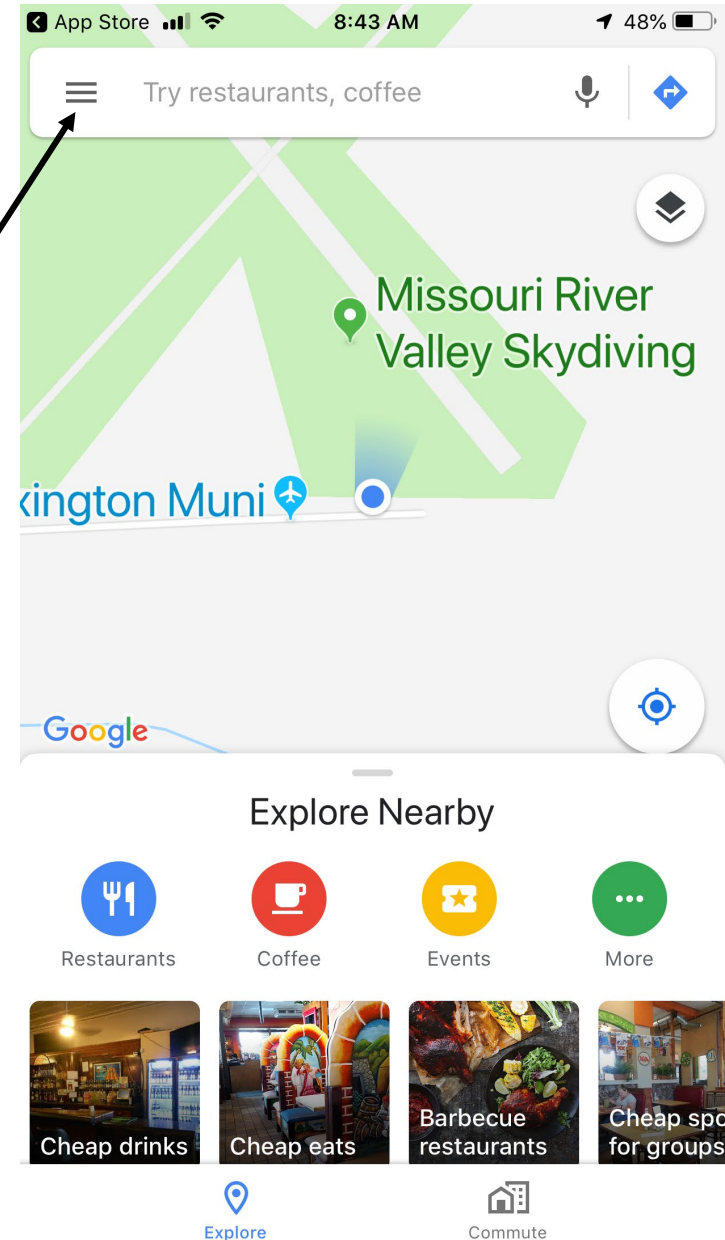 App Store 8:43 AM 48%
Try restaurants, coffee
Missouri River
Valley Skydiving
xington Muni
Google
Explore Nearby
Restaurants Coffee Events More
Cheap drinks Cheap eats Barbecue restaurants Cheap spo for groups
Explore Commute